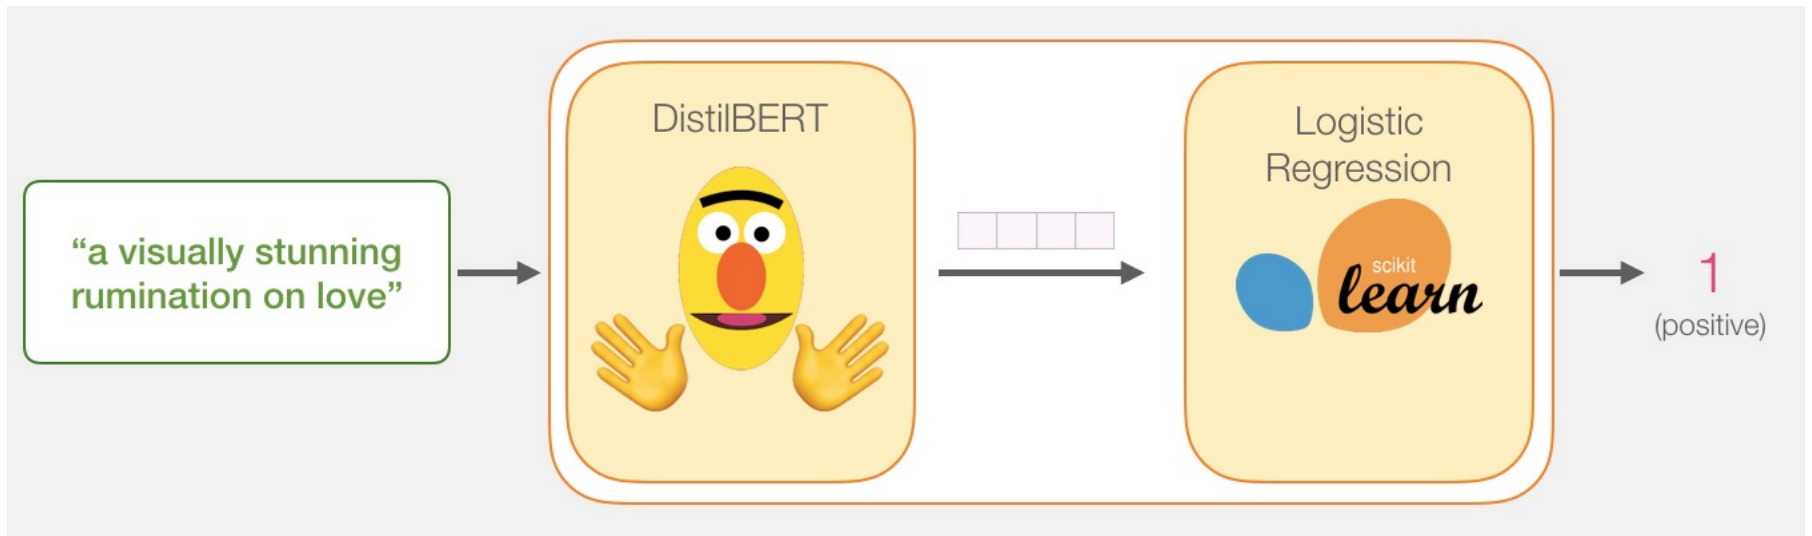 DistilBERT
Logistic
Regression
“a visually stunning
rumination on love”
scikit
learn
1
(positive)